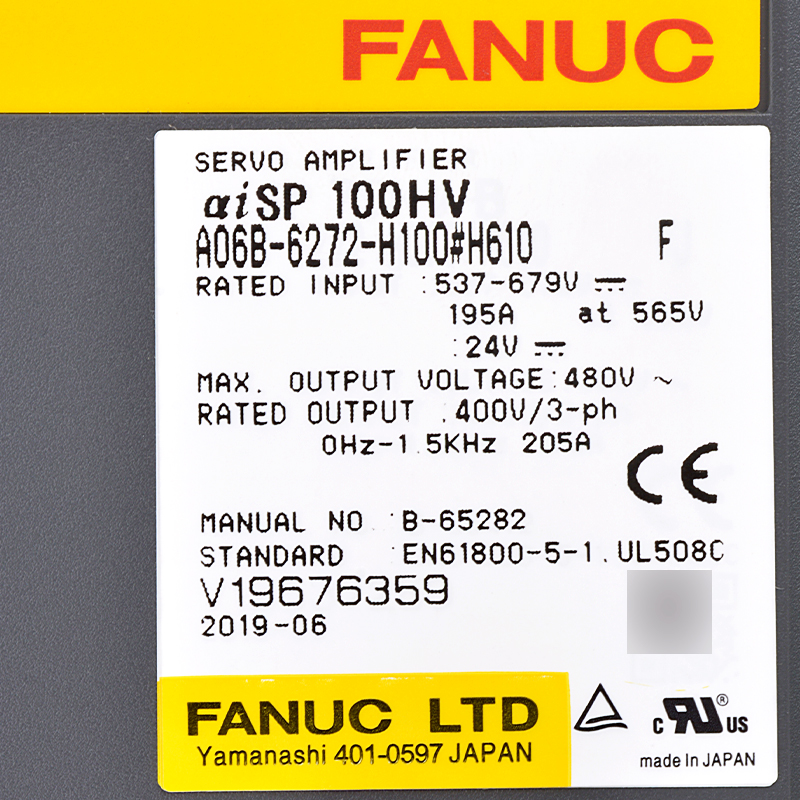 FANUC
SERVO AMPLIFIER
αiSP 100HV
A06B-6272-H100#H610 F
RATED INPUT :537-679V ⎓
195A at 565V
:24V ⎓
MAX. OUTPUT VOLTAGE:480V ~
RATED OUTPUT :400V/3-ph
0Hz-1.5KHz 205A
CE
MANUAL NO :B-65282
STANDARD :EN61800-5-1.UL508C
V19676359
2019-06
FANUC LTD
Yamanashi 401-0597 JAPAN
c RU ® US
made In JAPAN